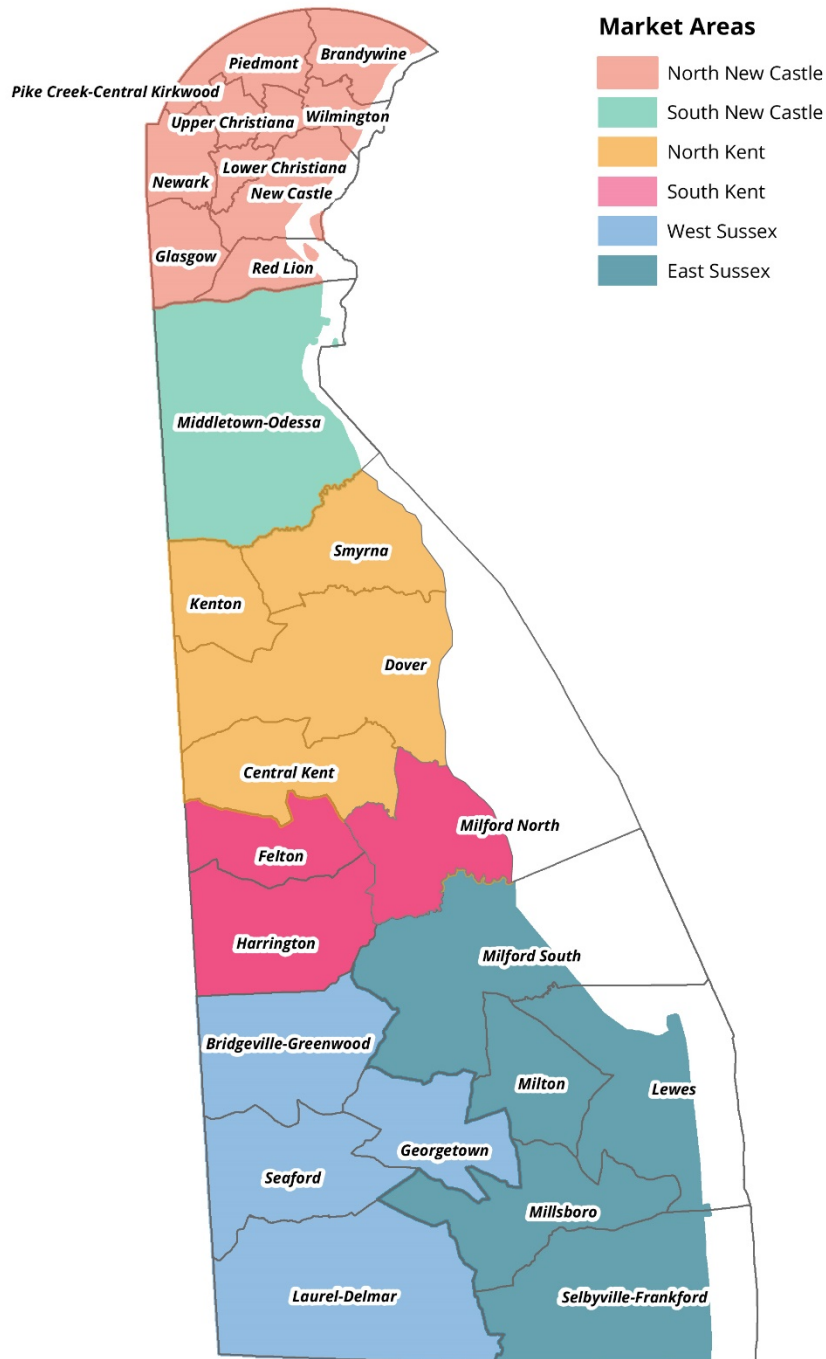 Market Areas
North New Castle
South New Castle
North Kent
South Kent
West Sussex
East Sussex
Brandywine
Piedmont
Pike Creek-Central Kirkwood
Wilmington
Upper Christiana
Lower Christiana
Newark
New Castle
Glasgow
Red Lion
Middletown-Odessa
Smyrna
Kenton
Dover
Central Kent
Milford North
Felton
Harrington
Milford South
Bridgeville-Greenwood
Milton
Lewes
Georgetown
Seaford
Millsboro
Laurel-Delmar
Selbyville-Frankford